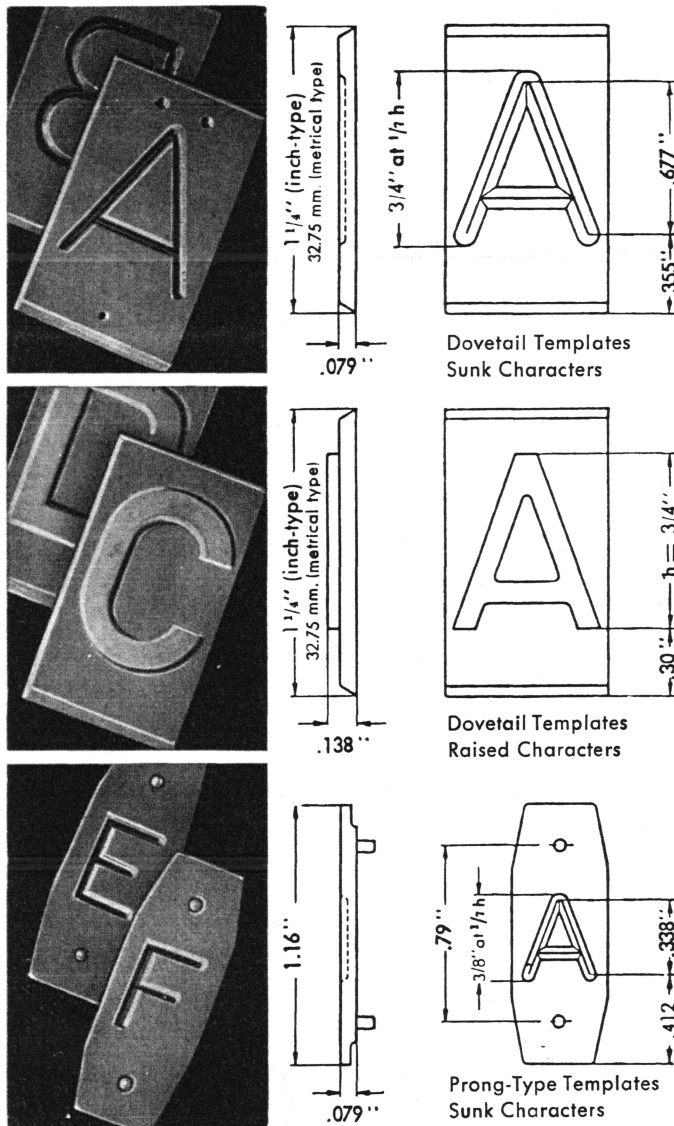 B
A
1 1/4'' (inch-type)
32.75 mm. (metrical type)
.079''
3/4'' at 1/7 h
A
.677''
.355''
Dovetail Templates
Sunk Characters
D
C
1 1/4'' (inch-type)
32.75 mm. (metrical type)
.138''
A
h = 3/4''
.30''
Dovetail Templates
Raised Characters
E
F
1.16''
.079''
.79''
3/8'' at 1/7 h
A
.338''
.412
Prong-Type Templates
Sunk Characters